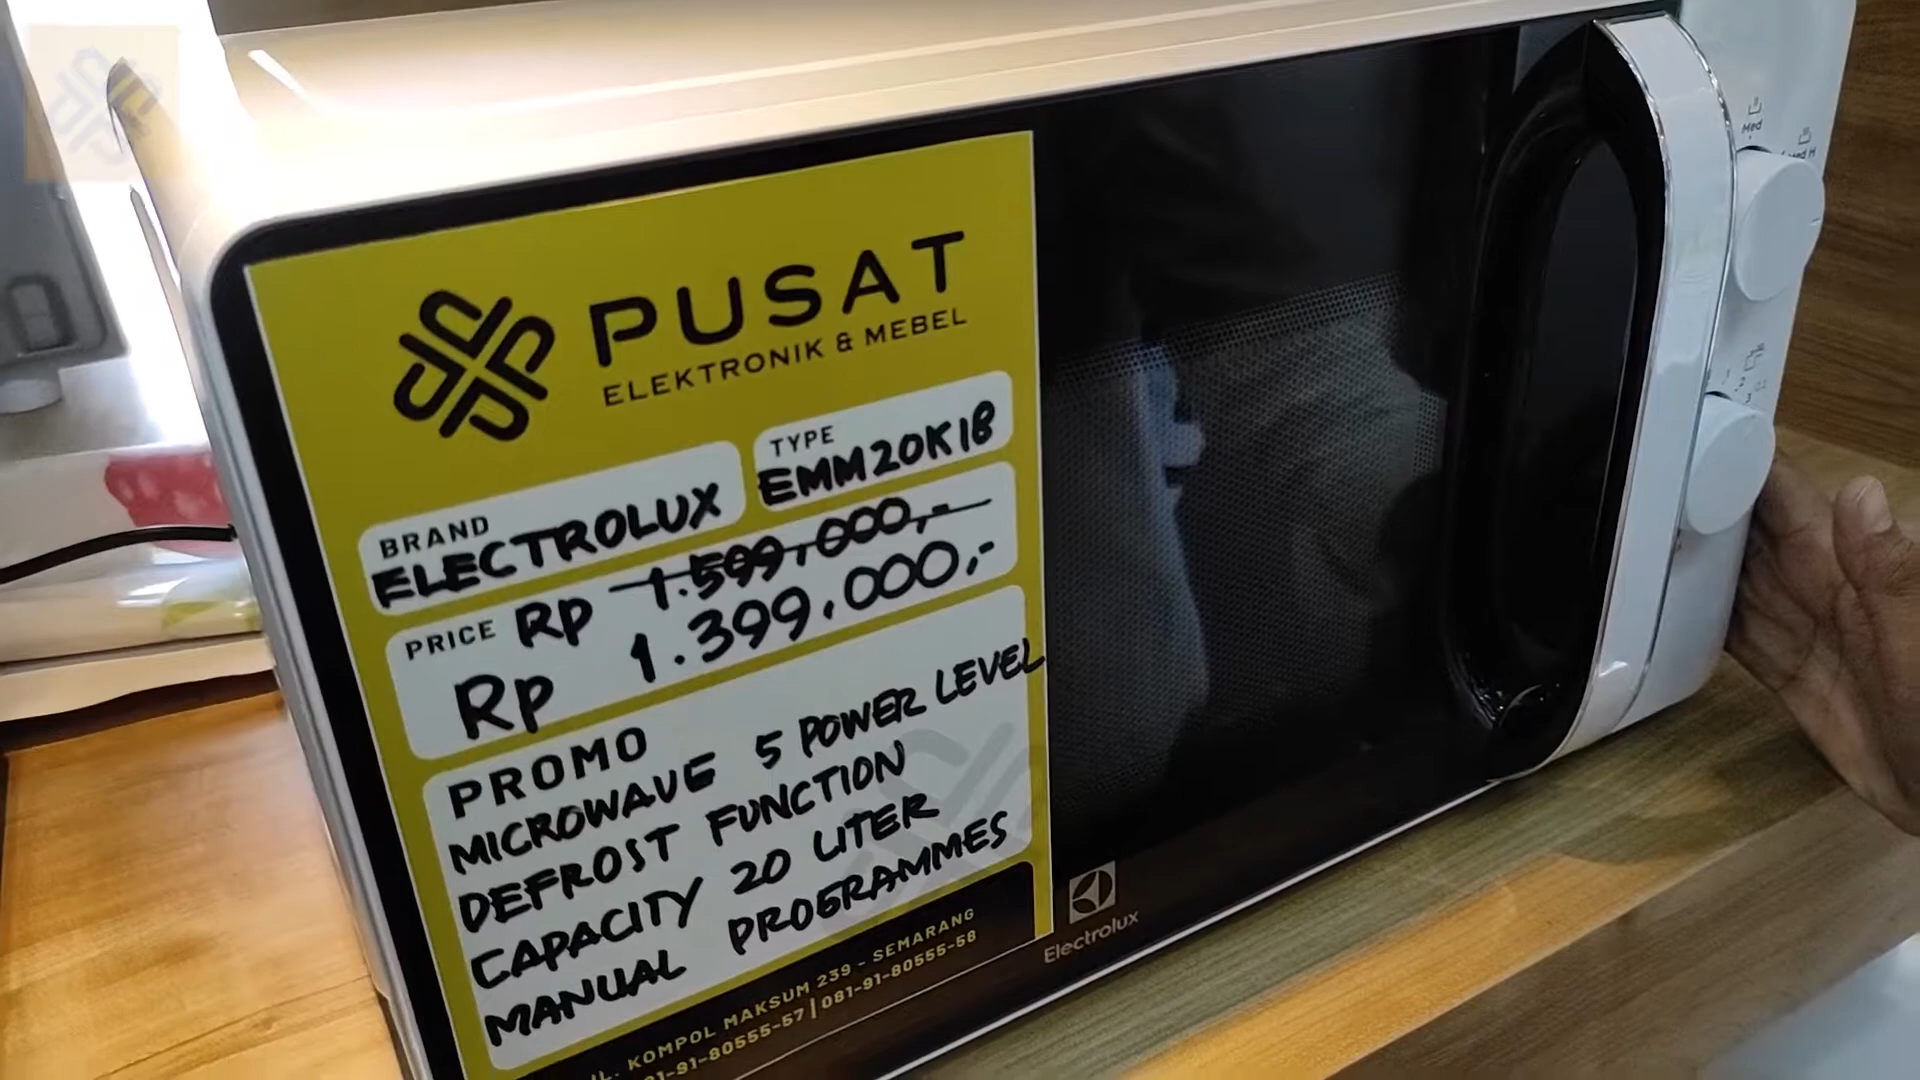 PUSAT
ELEKTRONIK & MEBEL
BRAND
ELECTROLUX
TYPE
EMM20K18
PRICE Rp 1.599.000,-
Rp 1.399.000,-
PROMO
MICROWAVE 5 POWER LEVEL
DEFROST FUNCTION
CAPACITY 20 LITER
MANUAL PROGRAMMES
JL. KOMPOL MAKSUM 239 - SEMARANG
81-91-80555-57 | 081-91-80555-58
Electrolux
Med